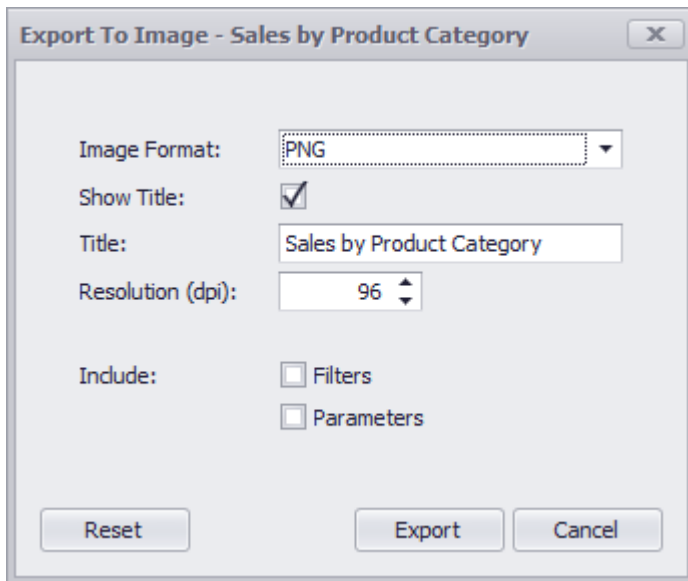 Export To Image - Sales by Product Category
Image Format: PNG
Show Title:
Title: Sales by Product Category
Resolution (dpi): 96
Include: Filters
Parameters
Reset Export Cancel